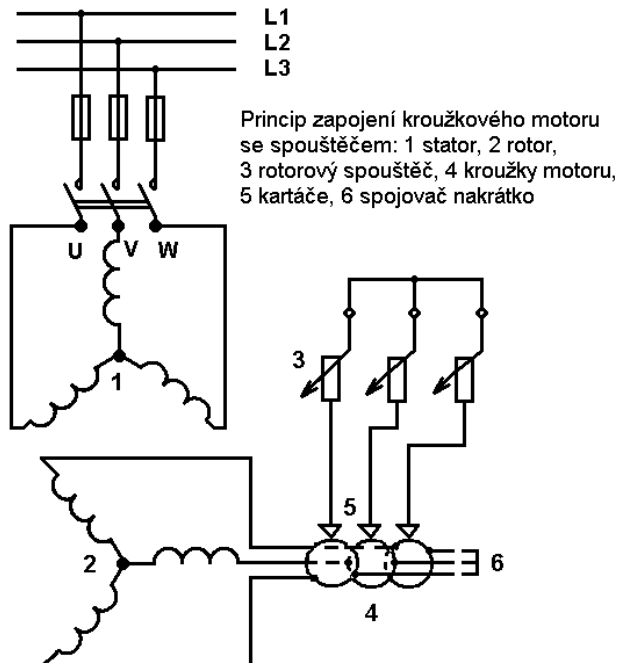 L1
L2
L3
Princip zapojení kroužkového motoru
se spouštěčem: 1 stator, 2 rotor,
3 rotorový spouštěč, 4 kroužky motoru,
5 kartáče, 6 spojovač nakrátko
U V W
1
3
5
2
6
4